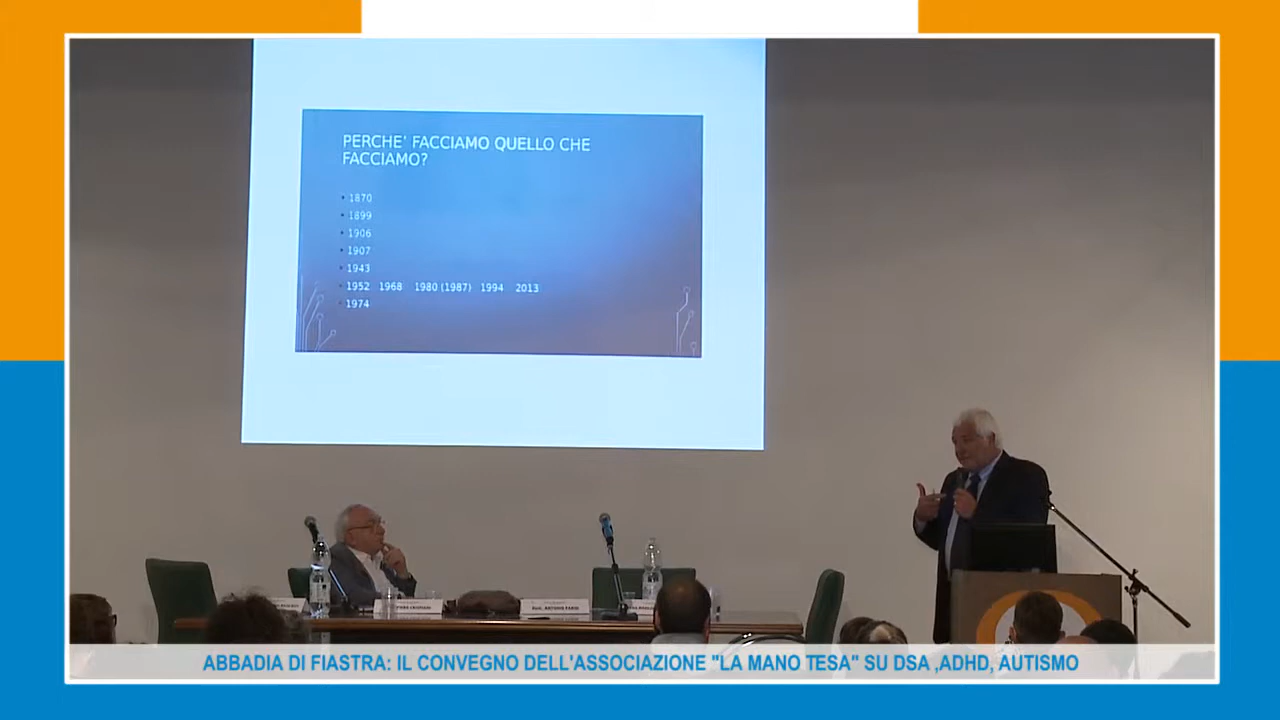 PERCHE' FACCIAMO QUELLO CHE
FACCIAMO?
• 1870
• 1899
• 1906
• 1907
• 1943
• 1952 1968 1980 (1987) 1994 2013
• 1974
ABBADIA DI FIASTRA: IL CONVEGNO DELL'ASSOCIAZIONE "LA MANO TESA" SU DSA ,ADHD, AUTISMO